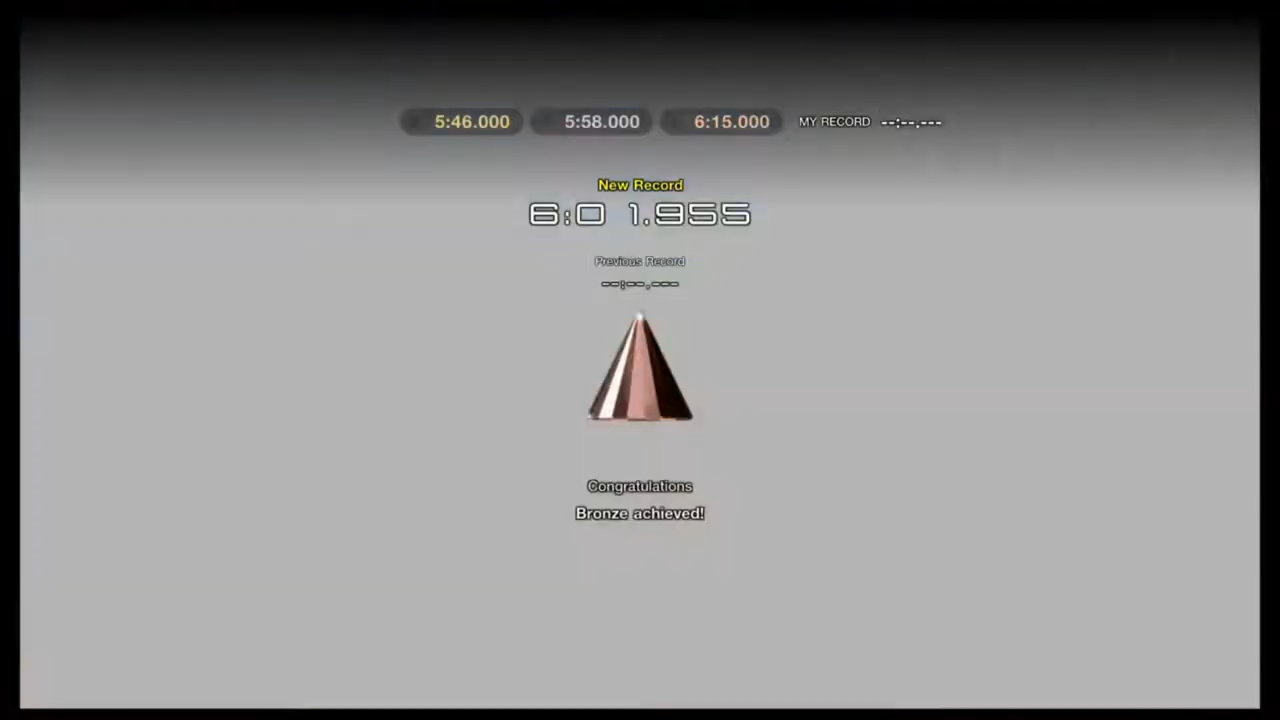 5:46.000 5:58.000 6:15.000 MY RECORD --:--.---
New Record
6:01.955
Previous Record
--:--.---
Congratulations
Bronze achieved!